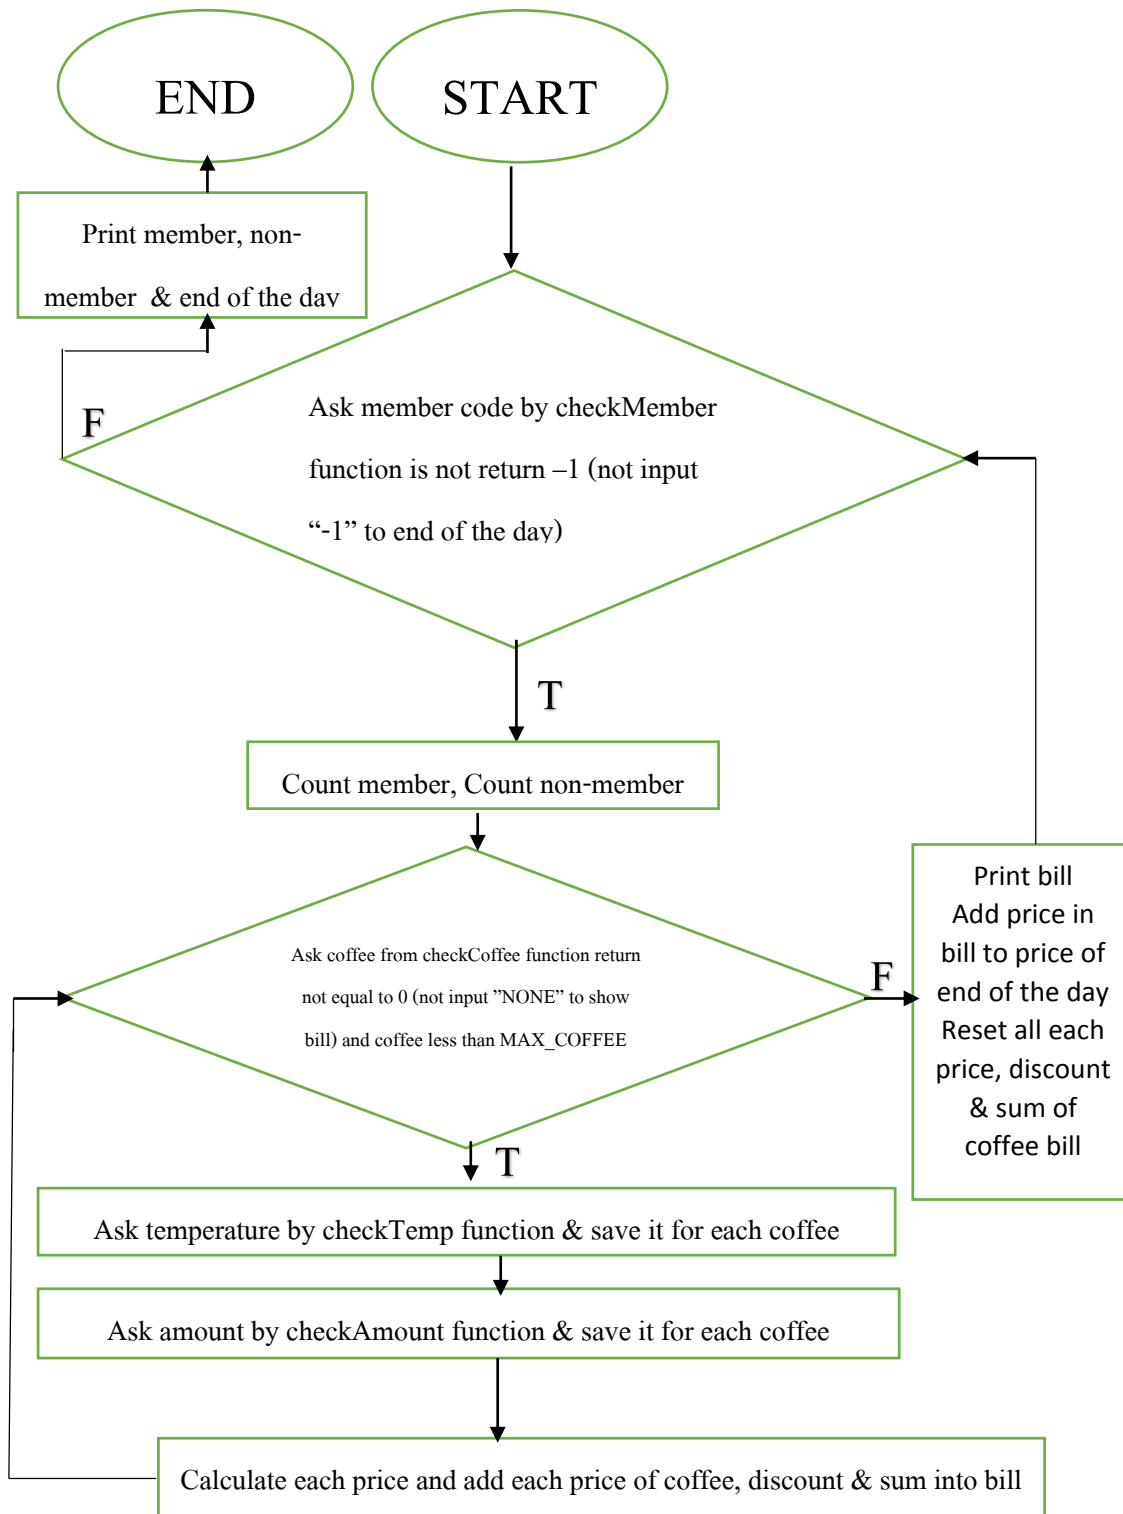 END
START
Print member, non-
member & end of the day
Ask member code by checkMember
function is not return –1 (not input
“-1” to end of the day)
F
T
Count member, Count non-member
Ask coffee from checkCoffee function return
not equal to 0 (not input ”NONE” to show
bill) and coffee less than MAX_COFFEE
F
Print bill
Add price in
bill to price of
end of the day
Reset all each
price, discount
& sum of
coffee bill
T
Ask temperature by checkTemp function & save it for each coffee
Ask amount by checkAmount function & save it for each coffee
Calculate each price and add each price of coffee, discount & sum into bill